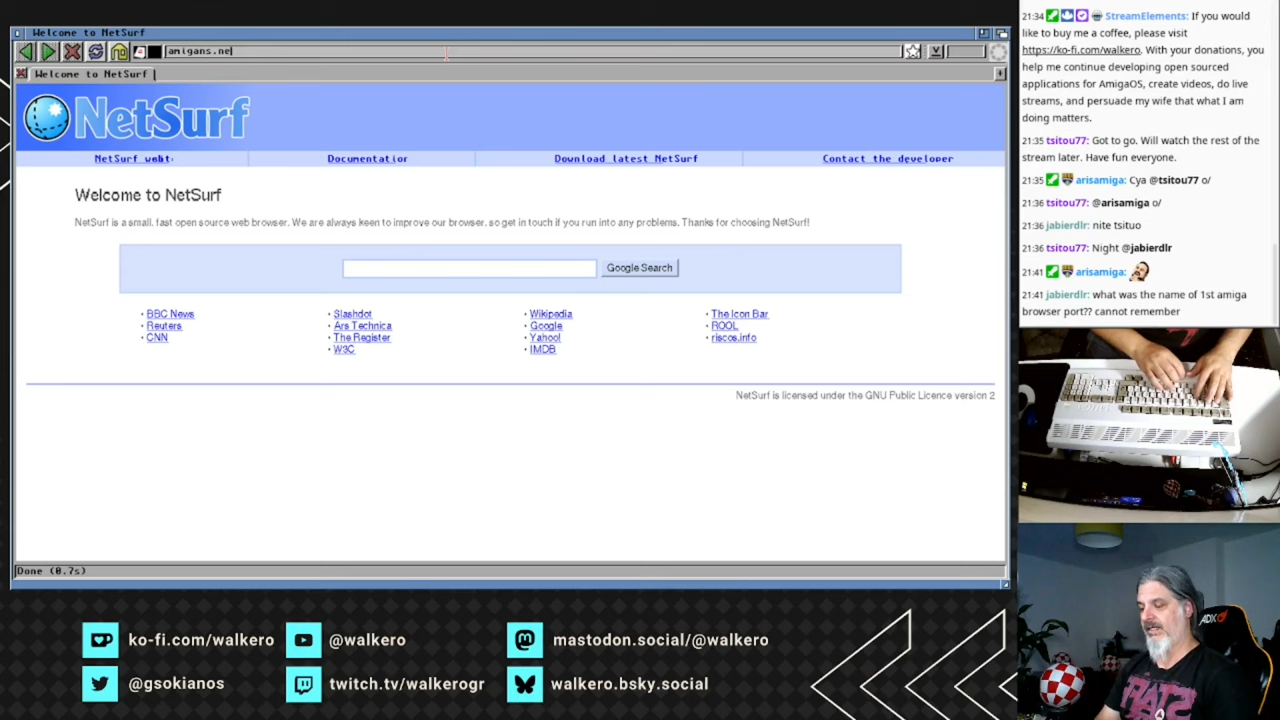 Welcome to NetSurf
amigans.ne
Welcome to NetSurf
NetSurf
Documentatior
Download latest NetSurf
Contact the developer
Welcome to NetSurf
NetSurf is a small, fast open source web browser. We are always keen to improve our browser, so get in touch if you run into any problems. Thanks for choosing NetSurf!
Google Search
• BBC News
• Reuters
• CNN
• Slashdot
• Ars Technica
• The Register
• W3C
• Wikipedia
• Google
• Yahoo!
• IMDB
• The Icon Bar
• ROOL
• riscos.info
NetSurf is licensed under the GNU Public Licence version 2
Done (0.7s)
21:34 StreamElements: If you would
like to buy me a coffee, please visit
https://ko-fi.com/walkero. With your donations, you
help me continue developing open sourced
applications for AmigaOS, create videos, do live
streams, and persuade my wife that what I am
doing matters.
21:35 tsitou77: Got to go. Will watch the rest of the
stream later. Have fun everyone.
21:35 arisamiga: Cya @tsitou77 o/
21:36 tsitou77: @arisamiga o/
21:36 jabierdlr: nite tsituo
21:36 tsitou77: Night @jabierdlr
21:41 arisamiga:
21:41 jabierdlr: what was the name of 1st amiga
browser port?? cannot remember
ADX
ko-fi.com/walkero
@walkero
mastodon.social/@walkero
@gsokianos
twitch.tv/walkerogr
walkero.bsky.social